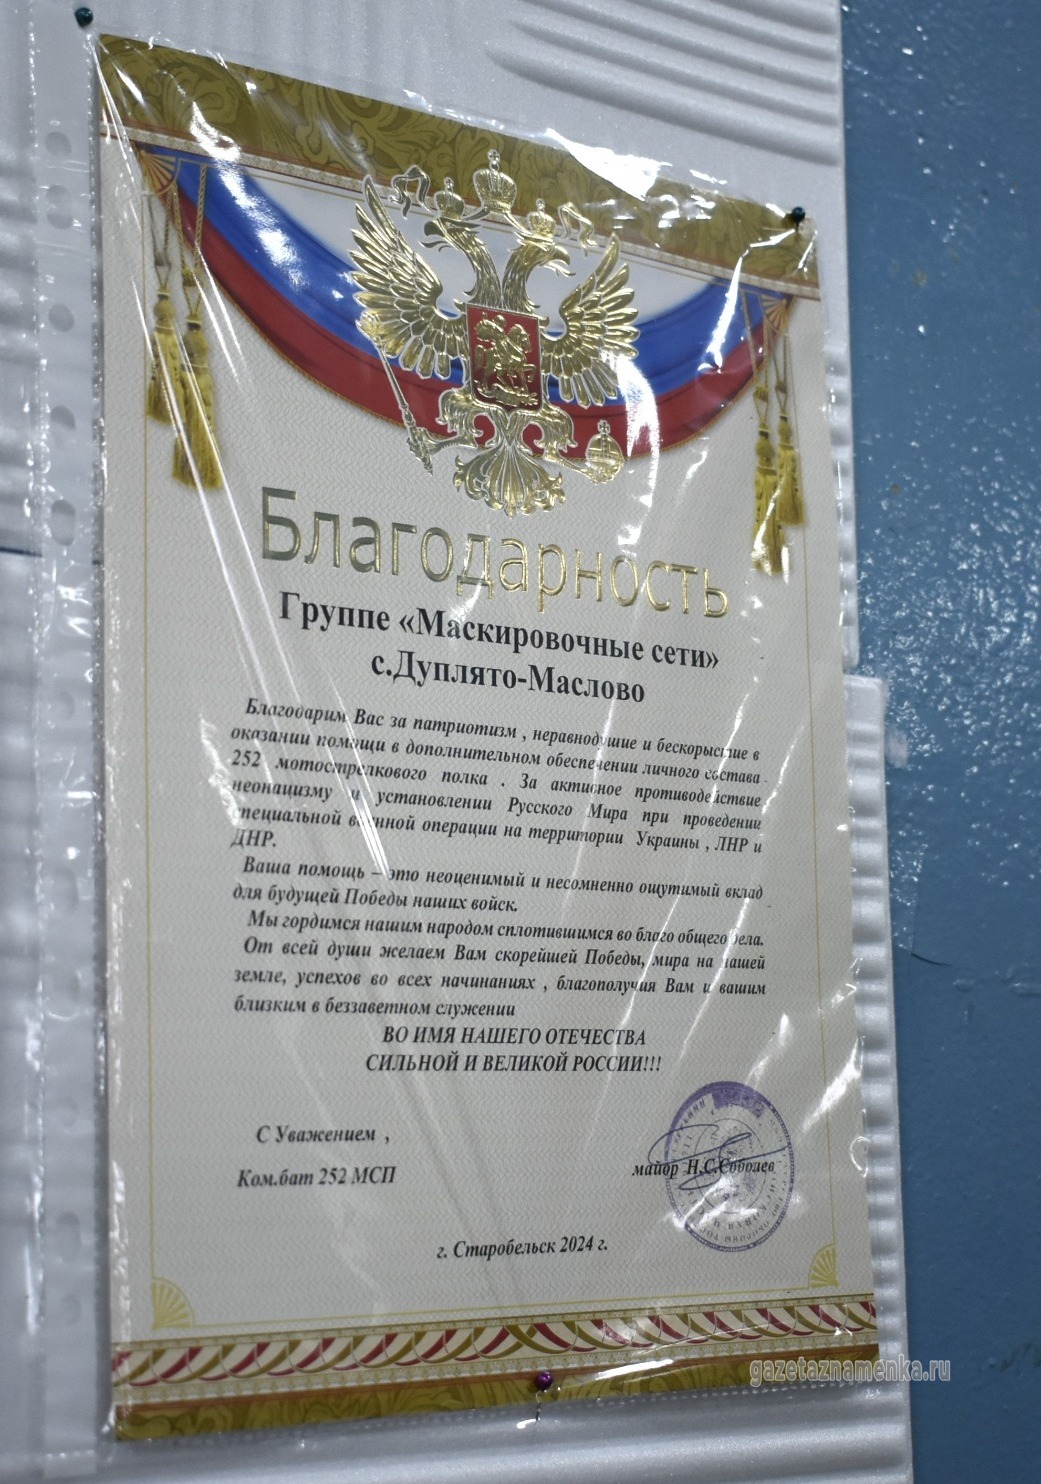 Благодарность
Группе «Маскировочные сети»
с.Дуплято-Маслово
Благодарим Вас за патриотизм , неравнодушие и бескорыстие в
оказании помощи в дополнительном обеспечении личного состава
252 мотострелкового полка . За активное противодействие
неонацизму и установлении Русского Мира при проведении
специальной военной операции на территории Украины , ЛНР и
ДНР.
Ваша помощь – это неоценимый и несомненно ощутимый вклад
для будущей Победы наших войск.
Мы гордимся нашим народом сплотившимся во благо общего дела.
От всей души желаем Вам скорейшей Победы, мира на нашей
земле, успехов во всех начинаниях , благополучия Вам и вашим
близким в беззаветном служении
ВО ИМЯ НАШЕГО ОТЕЧЕСТВА
СИЛЬНОЙ И ВЕЛИКОЙ РОССИИ!!!
С Уважением ,
Ком.бат 252 МСП
майор Н.С.Соболев
г. Старобельск 2024 г.
gazetaznamenka.ru